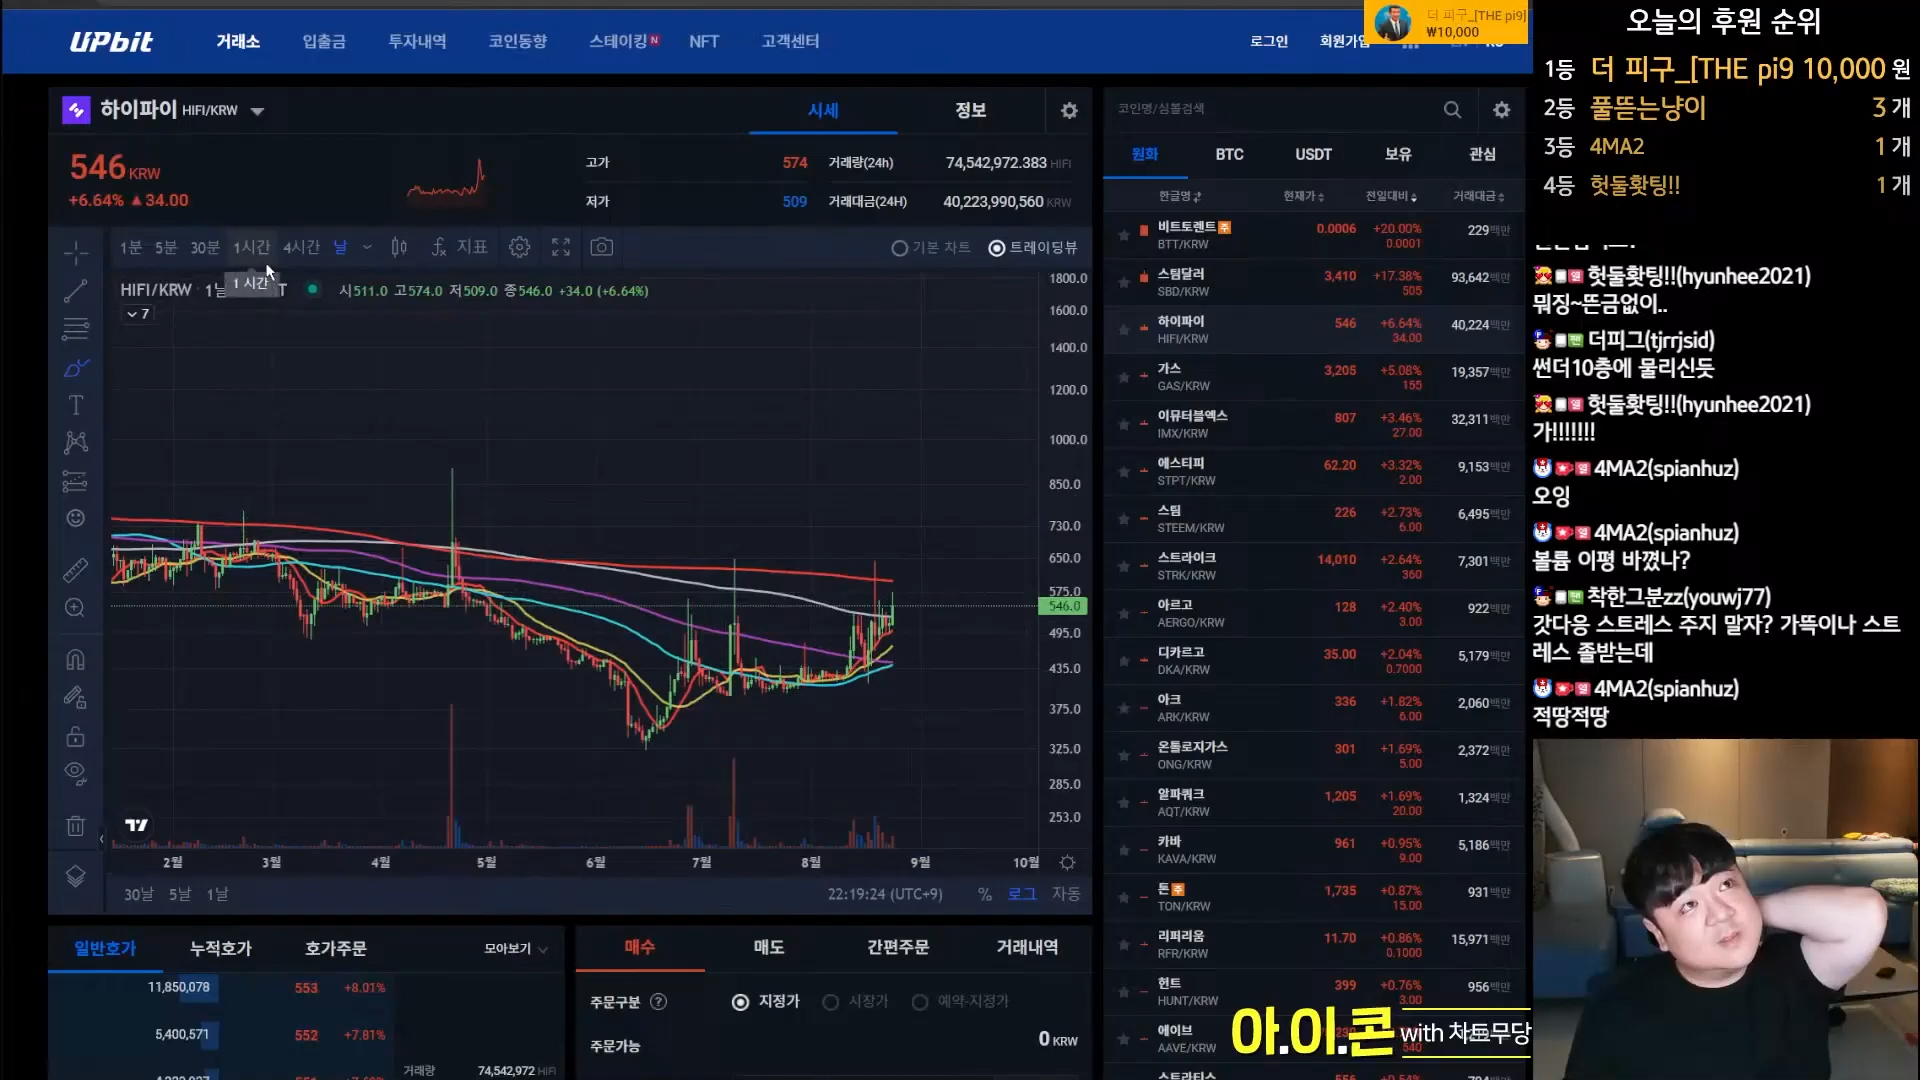 UPbit
거래소
입출금
투자내역
코인동향
스테이킹 N
NFT
고객센터
로그인
더 피구_[THE pi9]
₩10,000
오늘의 후원 순위
1등 더 피구_[THE pi9 10,000 원
2등 풀뜯는냥이 3 개
3등 4MA2 1 개
4등 헛둘홧팅!! 1 개
하이파이 HIFI/KRW
시세
정보
546 KRW
+6.64% ▲34.00
고가 574
저가 509
거래량(24h) 74,542,972.383 HIFI
거래대금(24H) 40,223,990,560 KRW
1분 5분 30분 1시간 4시간 날
지표
기본 차트
트레이딩뷰
HIFI/KRW
1 시간
시511.0 고574.0 저509.0 종546.0 +34.0 (+6.64%)
7
1800.0
1600.0
1400.0
1200.0
1000.0
850.0
730.0
650.0
575.0
546.0
495.0
435.0
375.0
325.0
285.0
253.0
2월 3월 4월 5월 6월 7월 8월 9월 10월
30날 5날 1날
22:19:24 (UTC+9)
% 로그 자동
일반호가
누적호가
호가주문
모아보기
11,850,078 553 +8.01%
5,400,571 552 +7.81%
거래량 74,542,972 HIFI
매수
매도
간편주문
거래내역
주문구분 ?
지정가
시장가
예약-지정가
주문가능
0 KRW
코인명/심볼검색
원화
BTC
USDT
보유
관심
한글명
현재가
전일대비
거래대금
비트토렌트 주 0.0006 +20.00% 229백만
BTT/KRW 0.0001
스팀달러 3,410 +17.38% 93,642백만
SBD/KRW 505
하이파이 546 +6.64% 40,224백만
HIFI/KRW 34.00
가스 3,205 +5.08% 19,357백만
GAS/KRW 155
이뮤터블엑스 807 +3.46% 32,311백만
IMX/KRW 27.00
에스티피 62.20 +3.32% 9,153백만
STPT/KRW 2.00
스팀 226 +2.73% 6,495백만
STEEM/KRW 6.00
스트라이크 14,010 +2.64% 7,301백만
STRK/KRW 360
아르고 128 +2.40% 922백만
AERGO/KRW 3.00
디카르고 35.00 +2.04% 5,179백만
DKA/KRW 0.7000
아크 336 +1.82% 2,060백만
ARK/KRW 6.00
온톨로지가스 301 +1.69% 2,372백만
ONG/KRW 5.00
알파쿼크 1,205 +1.69% 1,324백만
AQT/KRW 20.00
카바 961 +0.95% 5,186백만
KAVA/KRW 9.00
톤 주 1,735 +0.87% 931백만
TON/KRW 15.00
리퍼리움 11.70 +0.86% 15,971백만
RFR/KRW 0.1000
헌트 399 +0.76% 956백만
HUNT/KRW 3.00
에이브
AAVE/KRW 540
아.이.콘 with 차트무당
헛둘홧팅!!(hyunhee2021)
뭐징~뜬금없이..
더피그(tjrrjsid)
썬더10층에 물리신듯
헛둘홧팅!!(hyunhee2021)
가!!!!!!!
4MA2(spianhuz)
오잉
4MA2(spianhuz)
볼륨 이평 바꼈나?
착한그분zz(youwj77)
갓다응 스트레스 주지 말자? 가뜩이나 스트
레스 졸받는데
4MA2(spianhuz)
적땅적땅